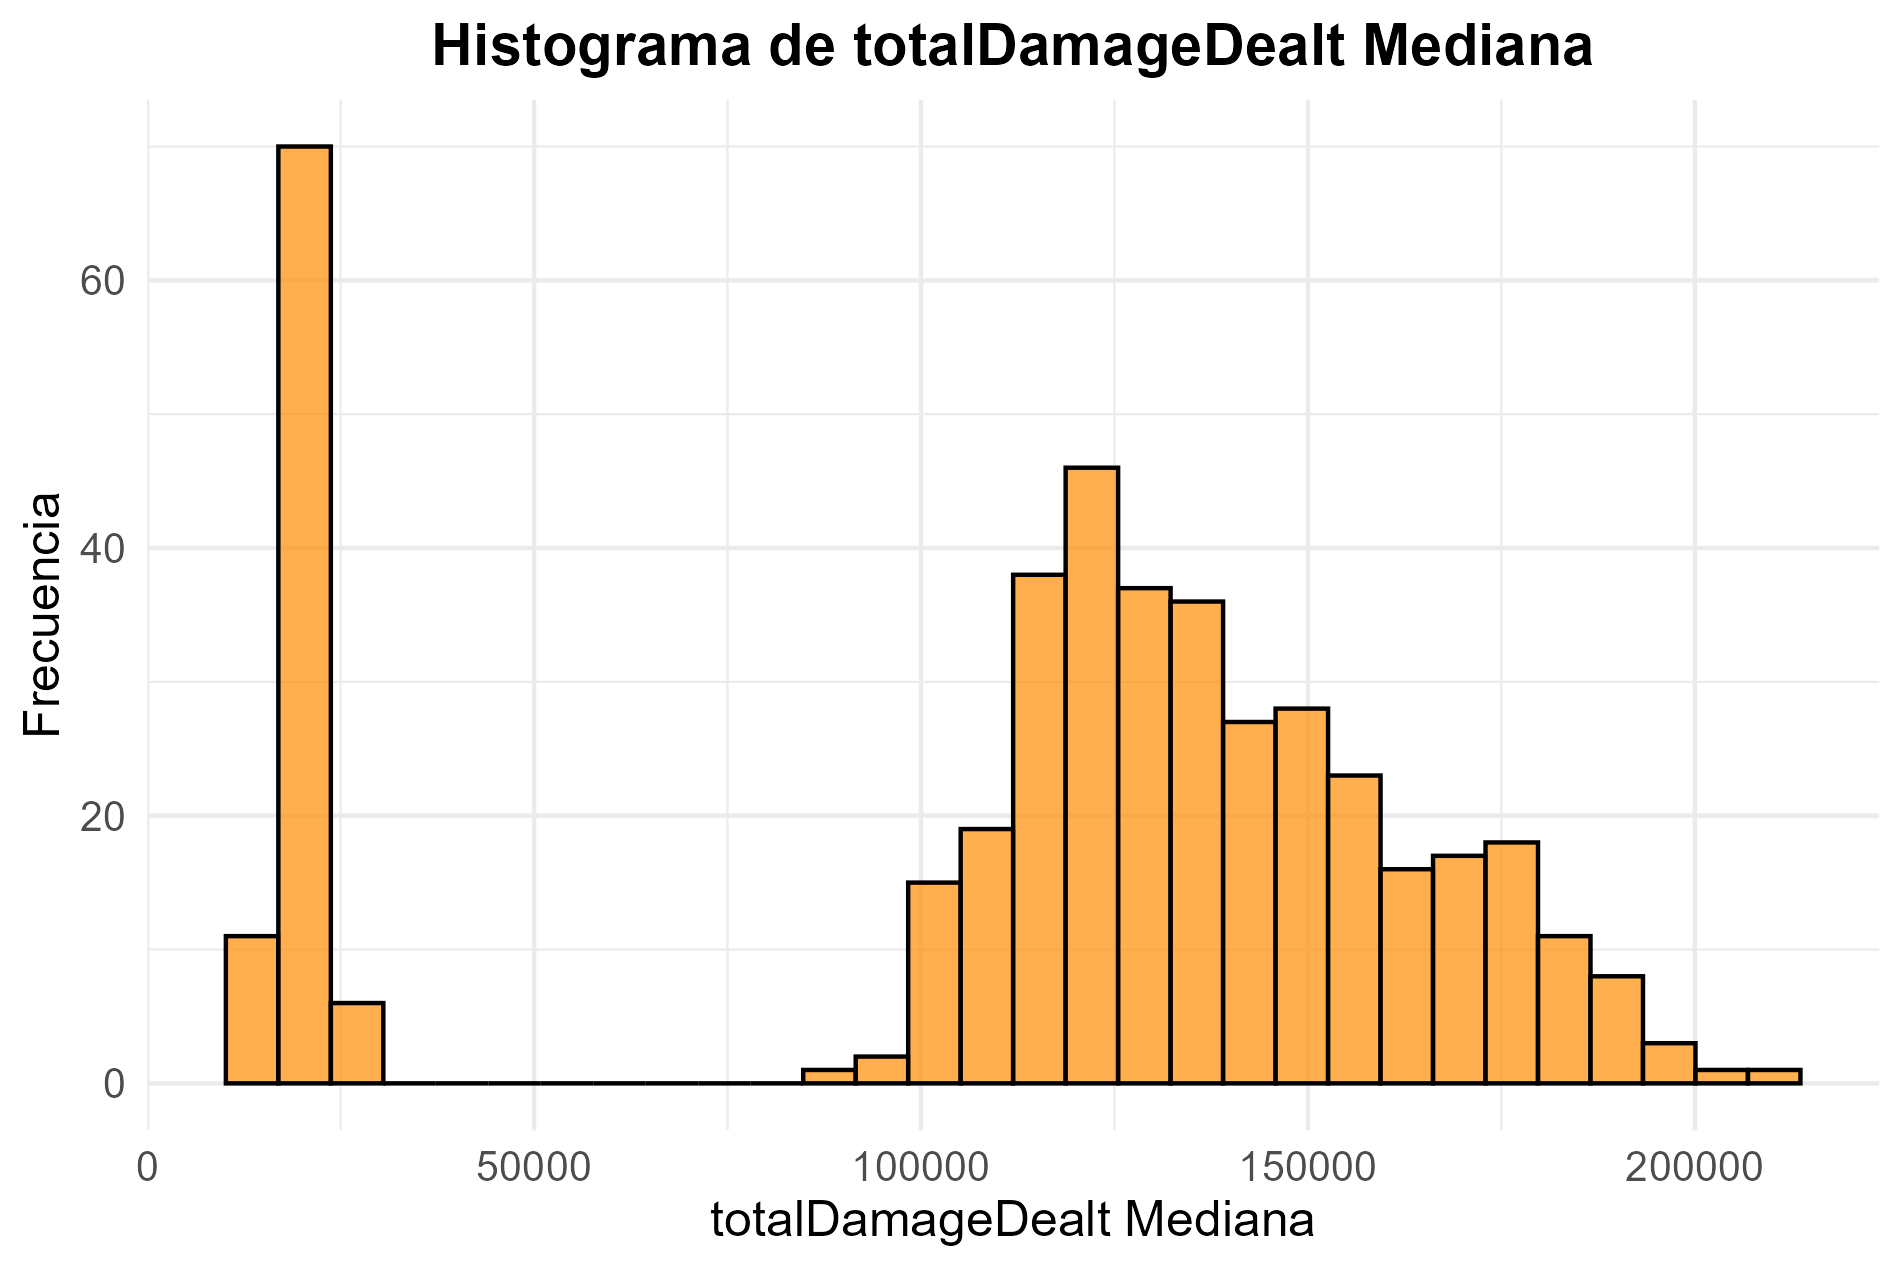 Histograma de totalDamageDealt Mediana
Frecuencia
60
40
20
0
0 50000 100000 150000 200000
totalDamageDealt Mediana